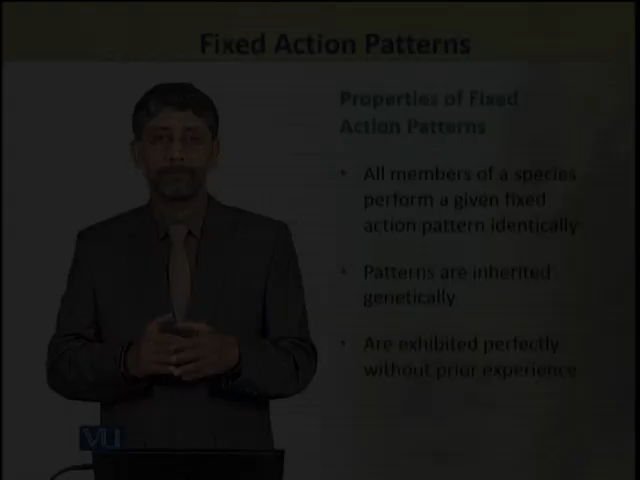 Fixed Action Patterns
Properties of Fixed
Action Patterns
• All members of a species
perform a given fixed
action pattern identically
• Patterns are inherited
genetically
• Are exhibited perfectly
without prior experience
VU